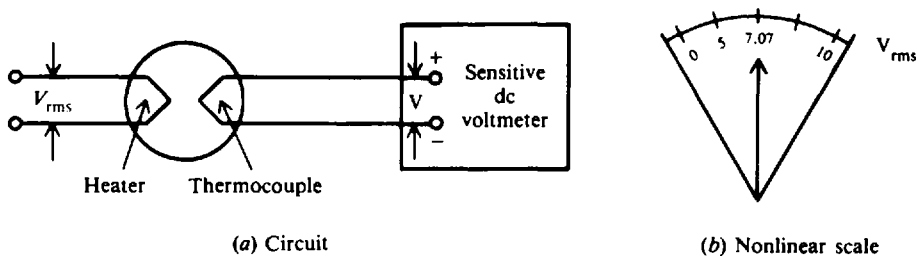 V_rms
Heater
Thermocouple
+
V
−
Sensitive
dc
voltmeter
0
5
7.07
10
V_rms
(a) Circuit
(b) Nonlinear scale